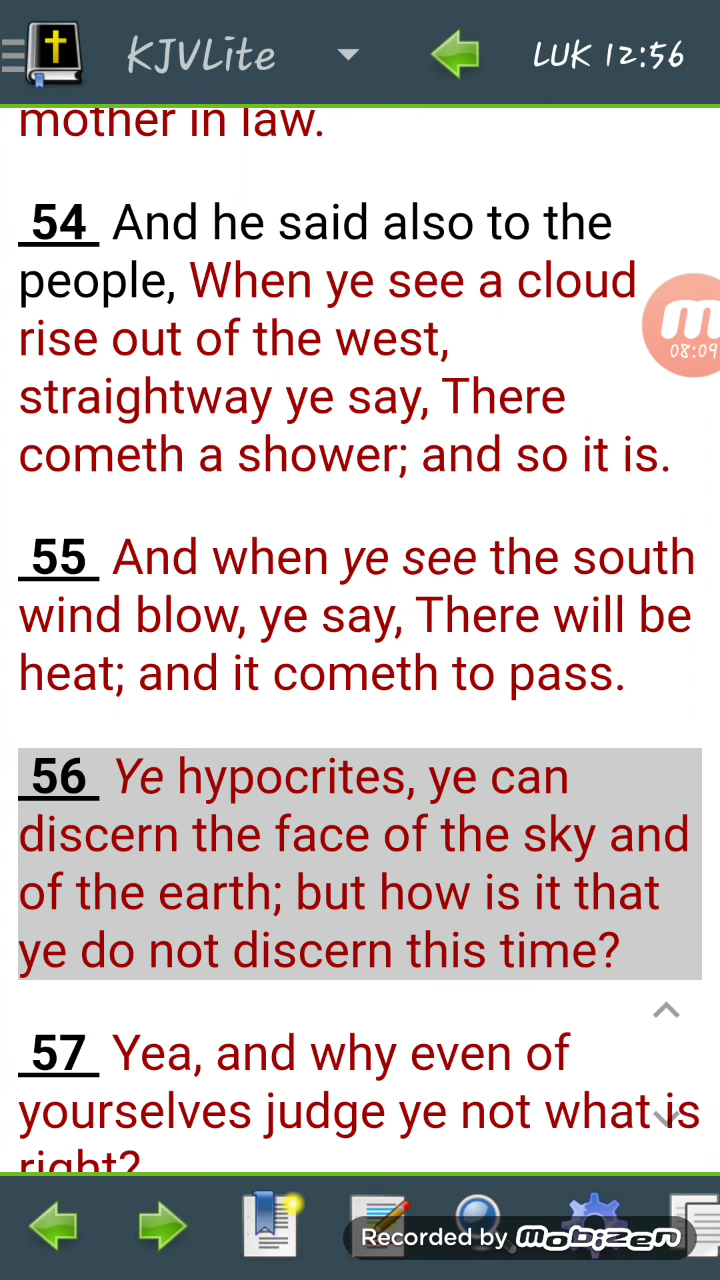 KJVLite LUK 12:56
mother in law.
54 And he said also to the
people, When ye see a cloud
rise out of the west,
straightway ye say, There
cometh a shower; and so it is.
m
08:09
55 And when ye see the south
wind blow, ye say, There will be
heat; and it cometh to pass.
56 Ye hypocrites, ye can
discern the face of the sky and
of the earth; but how is it that
ye do not discern this time?
57 Yea, and why even of
yourselves judge ye not what is
right?
Recorded by mobizen